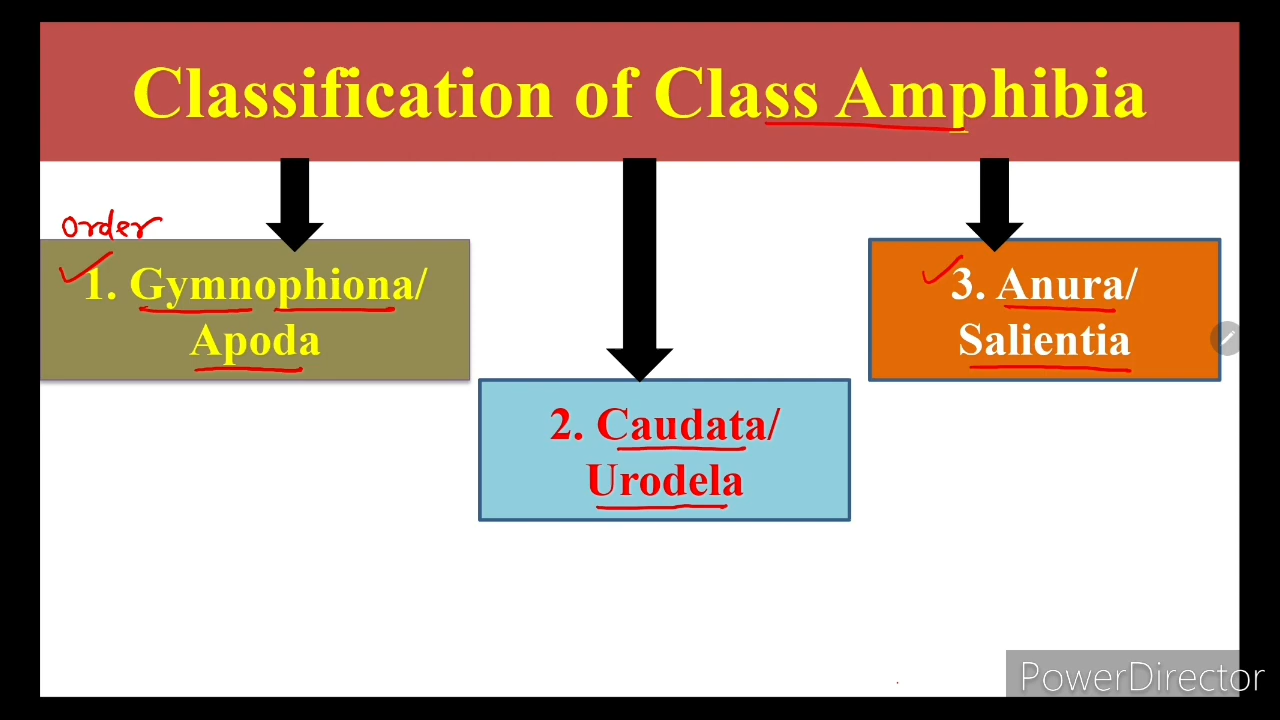 Classification of Class Amphibia
Order
1. Gymnophiona/
Apoda
2. Caudata/
Urodela
3. Anura/
Salientia
PowerDirector